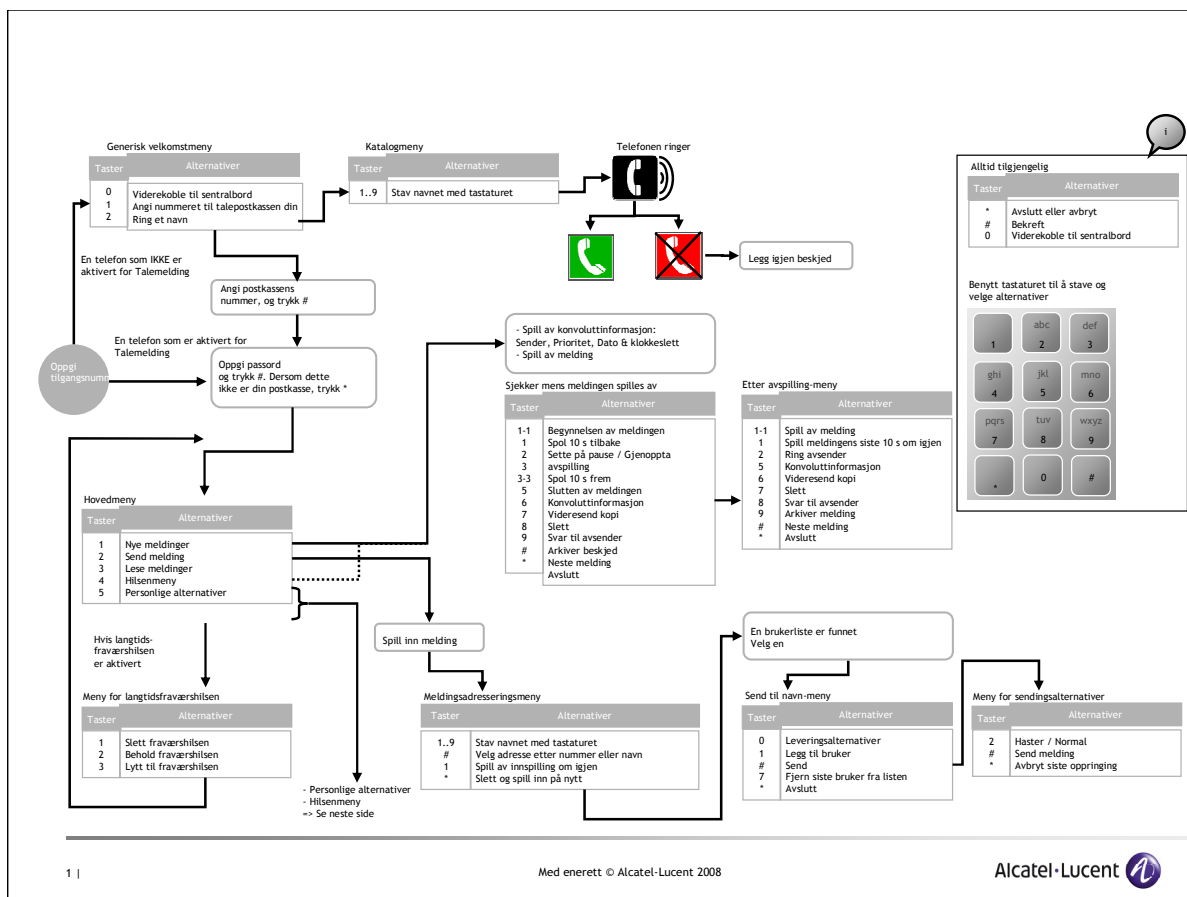 Generisk velkomstmeny
Taster Alternativer
0 Viderekoble til sentralbord
1 Angi nummeret til talepostkassen din
2 Ring et navn
Katalogmeny
Taster Alternativer
1..9 Stav navnet med tastaturet
Telefonen ringer
Legg igjen beskjed
i
Alltid tilgjengelig
Taster Alternativer
* Avslutt eller avbryt
# Bekreft
0 Viderekoble til sentralbord
Benytt tastaturet til å stave og
velge alternativer
1 abc 2 def 3
ghi 4 jkl 5 mno 6
pqrs 7 tuv 8 wxyz 9
* 0 #
En telefon som IKKE er
aktivert for Talemelding
Angi postkassens
nummer, og trykk #
En telefon som er aktivert for
Talemelding
Oppgi
tilgangsnumm
Oppgi passord
og trykk #. Dersom dette
ikke er din postkasse, trykk *
- Spill av konvoluttinformasjon:
Sender, Prioritet, Dato & klokkeslett
- Spill av melding
Sjekker mens meldingen spilles av
Taster Alternativer
1-1 Begynnelsen av meldingen
1 Spol 10 s tilbake
2 Sette på pause / Gjenoppta
3 avspilling
3-3 Spol 10 s frem
5 Slutten av meldingen
6 Konvoluttinformasjon
7 Videresend kopi
8 Slett
9 Svar til avsender
# Arkiver beskjed
* Neste melding
Avslutt
Etter avspilling-meny
Taster Alternativer
1-1 Spill av melding
1 Spill meldingens siste 10 s om igjen
2 Ring avsender
5 Konvoluttinformasjon
6 Videresend kopi
7 Slett
8 Svar til avsender
9 Arkiver melding
# Neste melding
* Avslutt
Hovedmeny
Taster Alternativer
1 Nye meldinger
2 Send melding
3 Lese meldinger
4 Hilsenmeny
5 Personlige alternativer
Hvis langtids-
fraværshilsen
er aktivert
Spill inn melding
En brukerliste er funnet
Velg en
Meny for langtidsfraværshilsen
Taster Alternativer
1 Slett fraværshilsen
2 Behold fraværshilsen
3 Lytt til fraværshilsen
- Personlige alternativer
- Hilsenmeny
=> Se neste side
Meldingsadresseringsmeny
Taster Alternativer
1..9 Stav navnet med tastaturet
# Velg adresse etter nummer eller navn
1 Spill av innspilling om igjen
* Slett og spill inn på nytt
Send til navn-meny
Taster Alternativer
0 Leveringsalternativer
1 Legg til bruker
# Send
7 Fjern siste bruker fra listen
* Avslutt
Meny for sendingsalternativer
Taster Alternativer
2 Haster / Normal
# Send melding
* Avbryt siste oppringing
1 |
Med enerett © Alcatel-Lucent 2008
Alcatel·Lucent